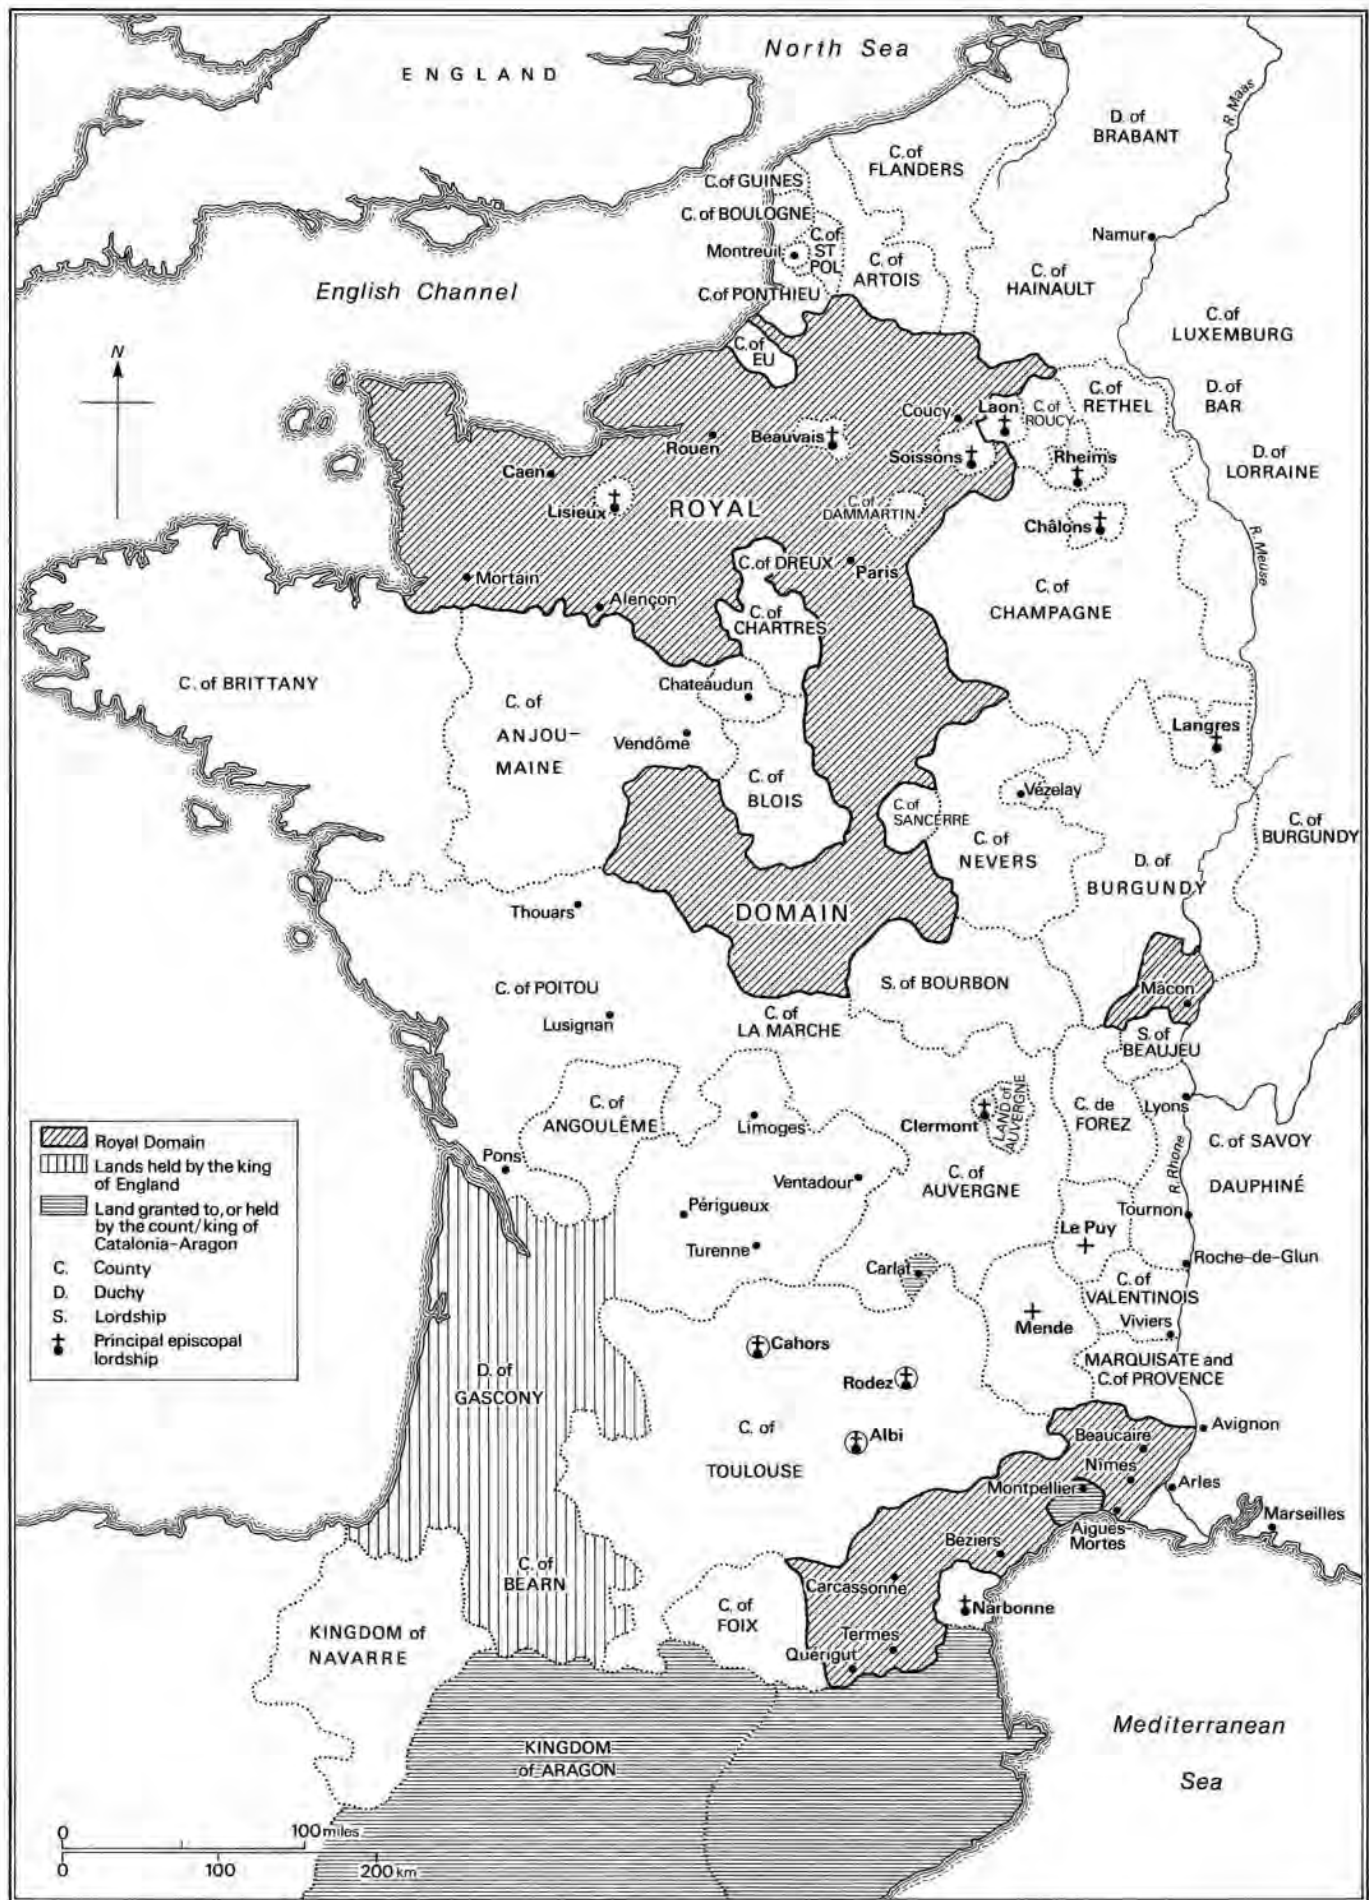 North Sea
ENGLAND
R. Maas
D. of
BRABANT
C. of
FLANDERS
C. of GUINES
C. of BOULOGNE
Montreuil
C. of
ST
POL
C. of
ARTOIS
Namur
C. of
HAINAULT
English Channel
C. of PONTHIEU
C. of
LUXEMBURG
N
C. of
EU
C. of
RETHEL
D. of
BAR
Coucy
Laon
C. of
ROUCY
Rouen
Beauvais
Soissons
Rheims
D. of
LORRAINE
Caen
Lisieux
ROYAL
C. of
DAMMARTIN
Châlons
R. Meuse
C. of DREUX
Paris
Mortain
Alençon
C. of
CHARTRES
C. of
CHAMPAGNE
C. of BRITTANY
Chateaudun
C. of
ANJOU-
MAINE
Vendôme
Langres
C. of
BLOIS
Vézelay
C. of
SANCERRE
C. of
NEVERS
C. of
BURGUNDY
D. of
BURGUNDY
Thouars
DOMAIN
C. of POITOU
S. of BOURBON
Mâcon
Lusignan
C. of
LA MARCHE
S. of
BEAUJEU
C. of
ANGOULÊME
Limoges
Clermont
LAND of
AUVERGNE
C. de
FOREZ
Lyons
C. of SAVOY
Pons
R. Rhone
DAUPHINÉ
Ventadour
C. of
AUVERGNE
Périgueux
Tournon
Le Puy
Turenne
Carlat
Roche-de-Glun
C. of
VALENTINOIS
Mende
Viviers
Cahors
MARQUISATE and
C. of PROVENCE
Rodez
D. of
GASCONY
Albi
Avignon
Beaucaire
C. of
TOULOUSE
Nîmes
Montpellier
Arles
Marseilles
Aigues-
Mortes
Beziers
C. of
BEARN
Carcassonne
Narbonne
C. of
FOIX
KINGDOM of
NAVARRE
Termes
Quérigut
KINGDOM
of ARAGON
Mediterranean
Sea
Royal Domain
Lands held by the king
of England
Land granted to, or held
by the count/king of
Catalonia-Aragon
C. County
D. Duchy
S. Lordship
Principal episcopal
lordship
0 100 miles
0 100 200 km